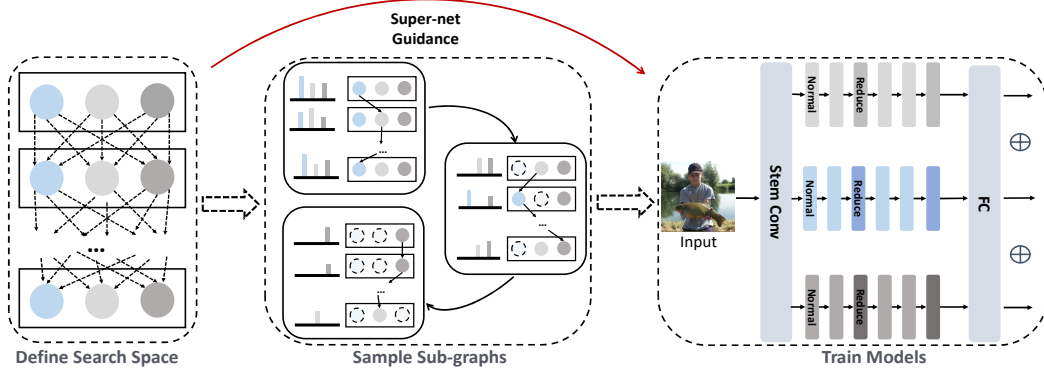 Super-net
Guidance
...
...
...
...
...
Input
Stem Conv
Normal
Reduce
Normal
Reduce
Normal
Reduce
FC
Define Search Space
Sample Sub-graphs
Train Models